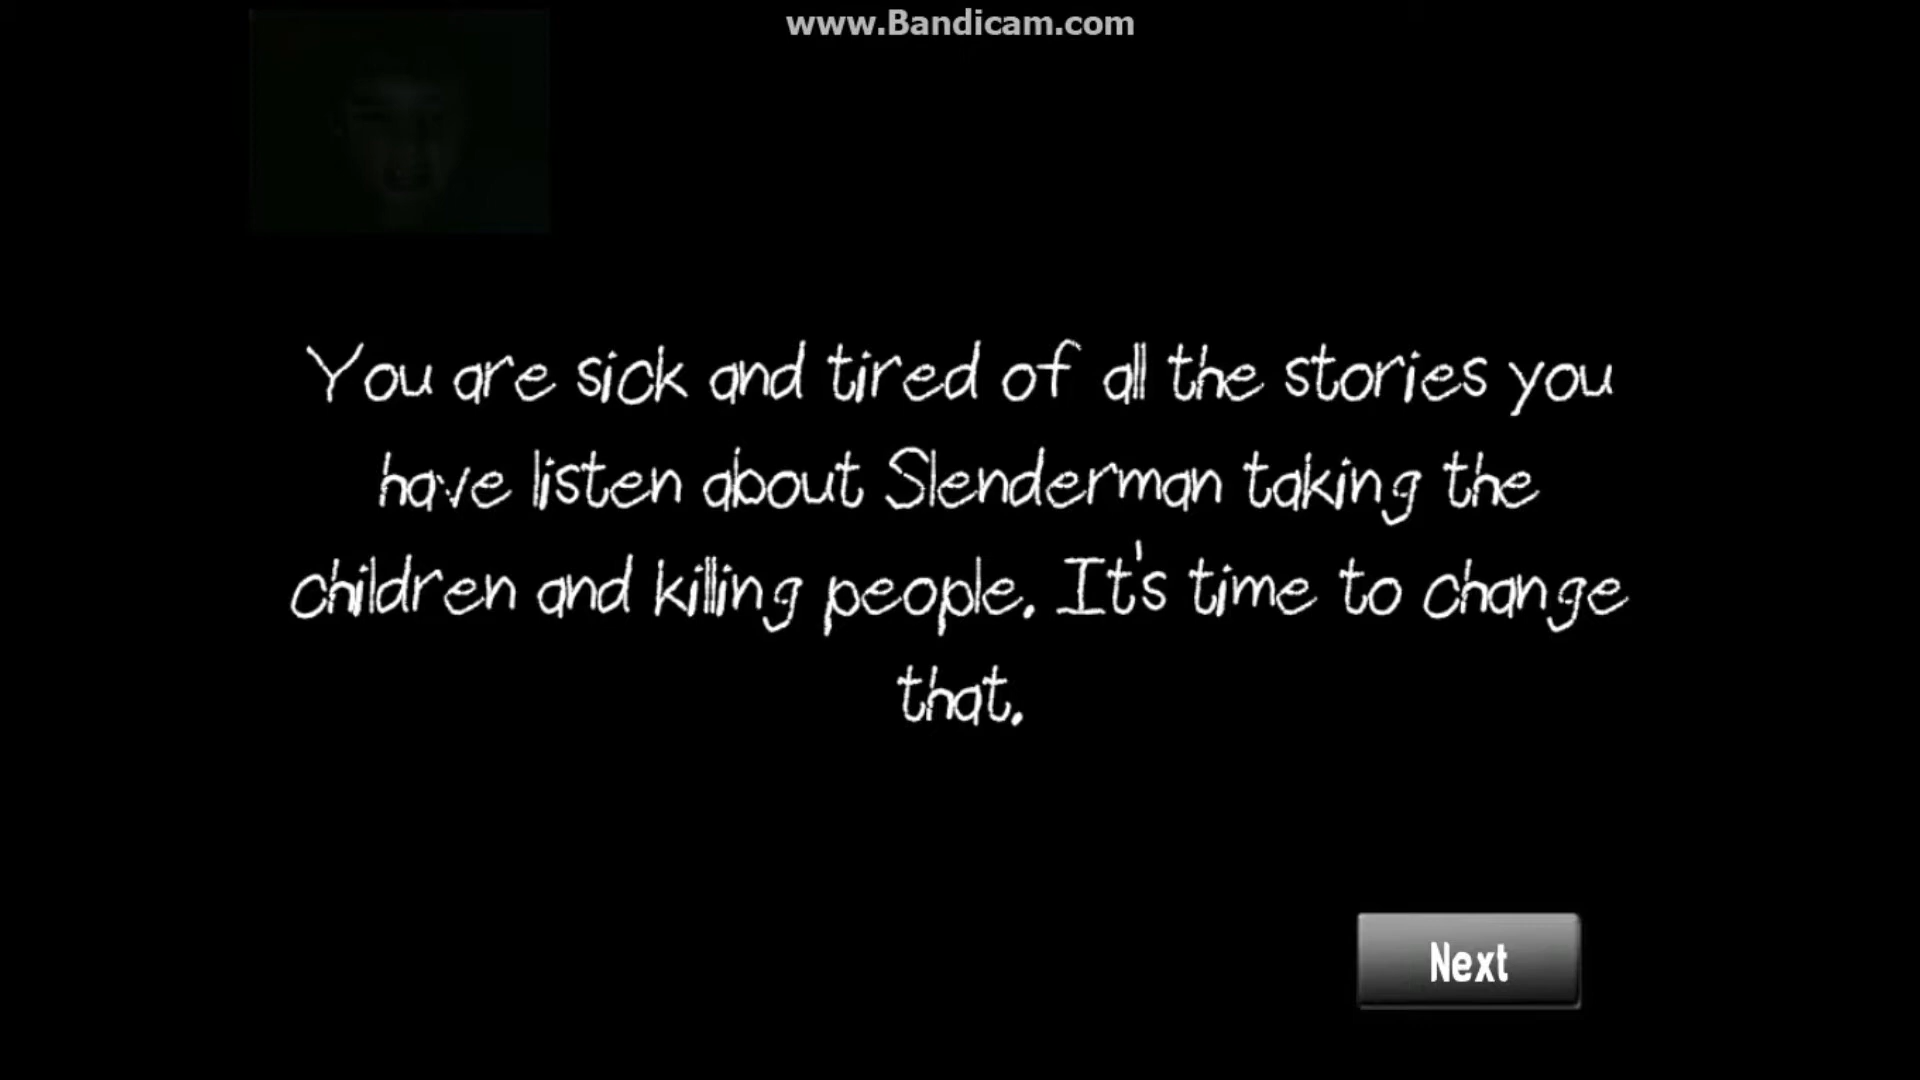 www.Bandicam.com
You are sick and tired of all the stories you
have listen about Slenderman taking the
children and killing people. It's time to change
that.
Next